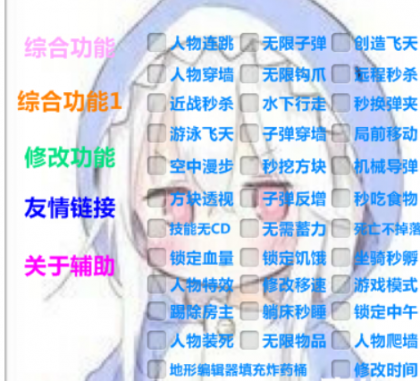 综合功能
综合功能1
修改功能
友情链接
关于辅助
人物连跳 无限子弹 创造飞天
人物穿墙 无限钩爪 远程秒杀
近战秒杀 水下行走 秒换弹夹
游泳飞天 子弹穿墙 局前移动
空中漫步 秒挖方块 机械导弹
方块透视 子弹反增 秒吃食物
技能无CD 无需蓄力 死亡不掉落
锁定血量 锁定饥饿 坐骑秒孵
人物特效 修改移速 游戏模式
踢除房主 躺床秒睡 锁定中午
人物装死 无限物品 人物爬墙
地形编辑器填充炸药桶 修改时间